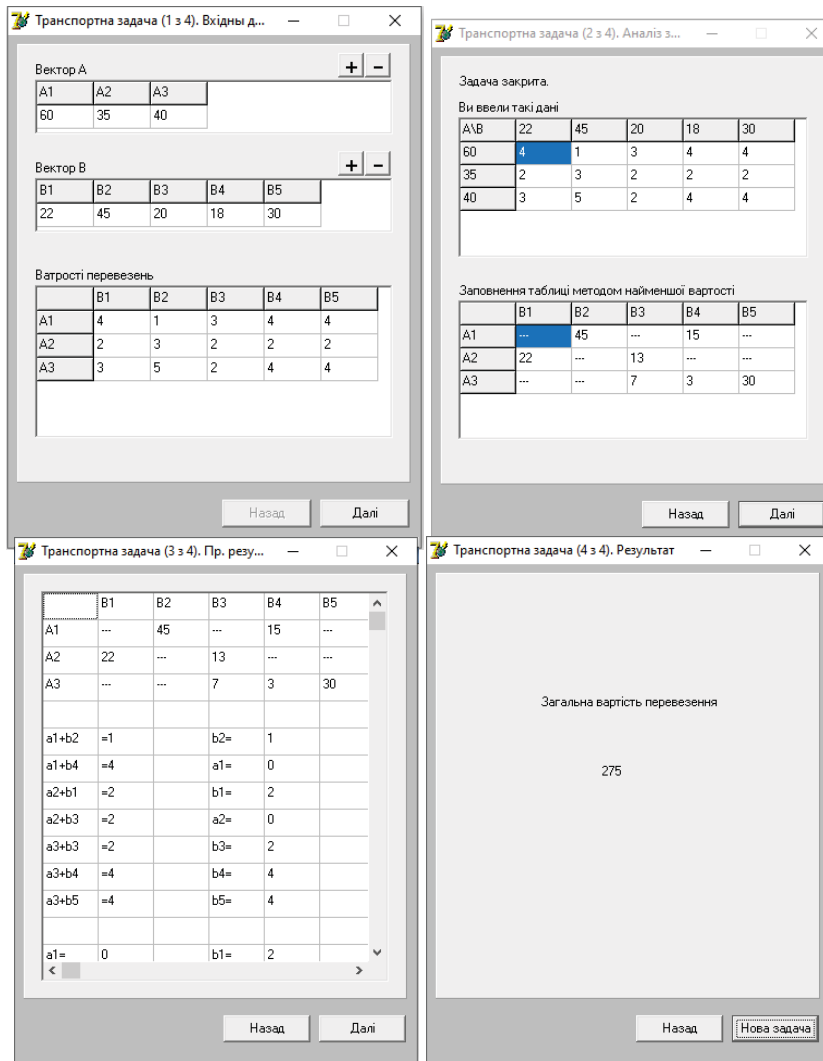 Транспортна задача (1 з 4). Вхідны д...
Вектор А
+ −
A1 A2 A3
60 35 40
Вектор В
+ −
B1 B2 B3 B4 B5
22 45 20 18 30
Ватрості перевезень
B1 B2 B3 B4 B5
A1 4 1 3 4 4
A2 2 3 2 2 2
A3 3 5 2 4 4
Назад Далі
Транспортна задача (2 з 4). Аналіз з...
Задача закрита.
Ви ввели такі дані
A\B 22 45 20 18 30
60 4 1 3 4 4
35 2 3 2 2 2
40 3 5 2 4 4
Заповнення таблиці методом найменшої вартості
B1 B2 B3 B4 B5
A1 --- 45 --- 15 ---
A2 22 --- 13 --- ---
A3 --- --- 7 3 30
Назад Далі
Транспортна задача (3 з 4). Пр. резу...
B1 B2 B3 B4 B5
A1 --- 45 --- 15 ---
A2 22 --- 13 --- ---
A3 --- --- 7 3 30
a1+b2 =1 b2= 1
a1+b4 =4 a1= 0
a2+b1 =2 b1= 2
a2+b3 =2 a2= 0
a3+b3 =2 b3= 2
a3+b4 =4 b4= 4
a3+b5 =4 b5= 4
a1= 0 b1= 2
Назад Далі
Транспортна задача (4 з 4). Результат
Загальна вартість перевезення
275
Назад Нова задача